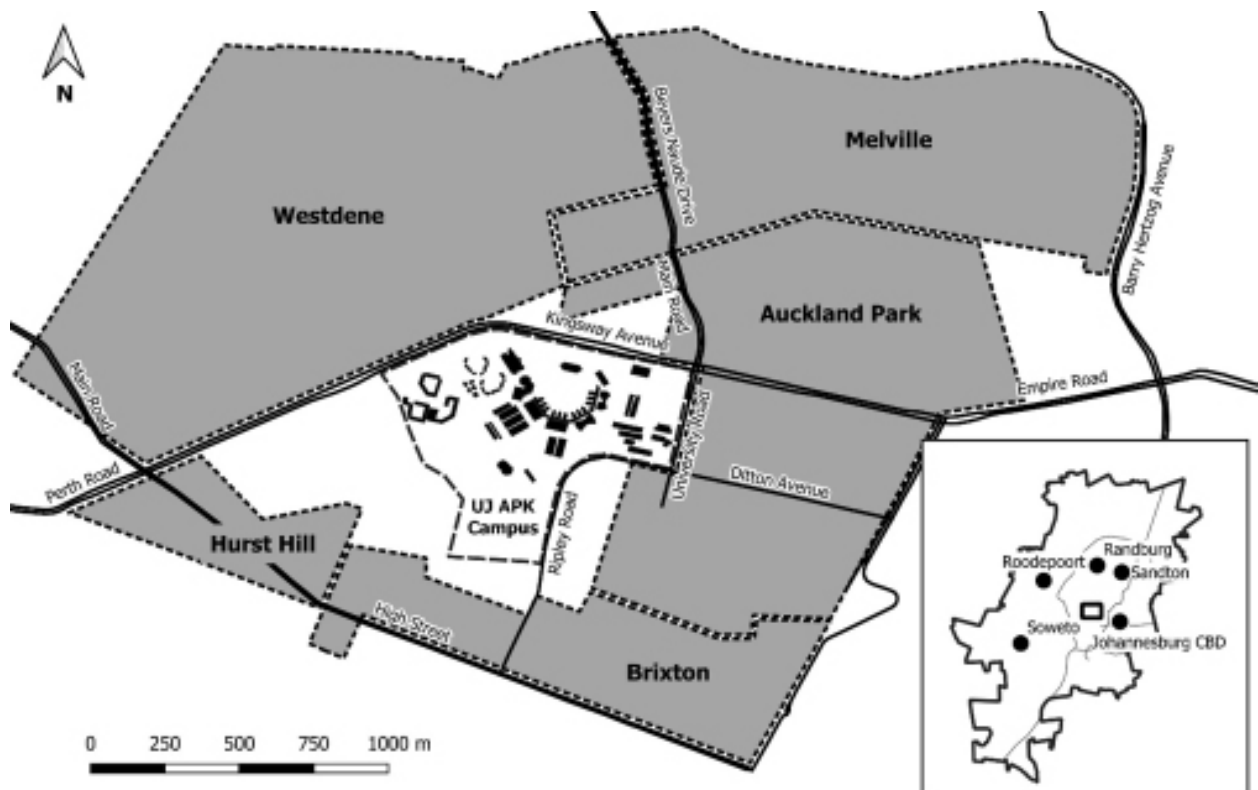 N
Beyers Naude Drive
Melville
Barry Hertzog Avenue
Westdene
Main Road
Auckland Park
Kingsway Avenue
Empire Road
Main Road
University Road
Ditton Avenue
Perth Road
UJ APK
Campus
Ripley Road
Hurst Hill
High Street
Brixton
Randburg
Roodepoort
Sandton
Soweto
Johannesburg CBD
0 250 500 750 1000 m